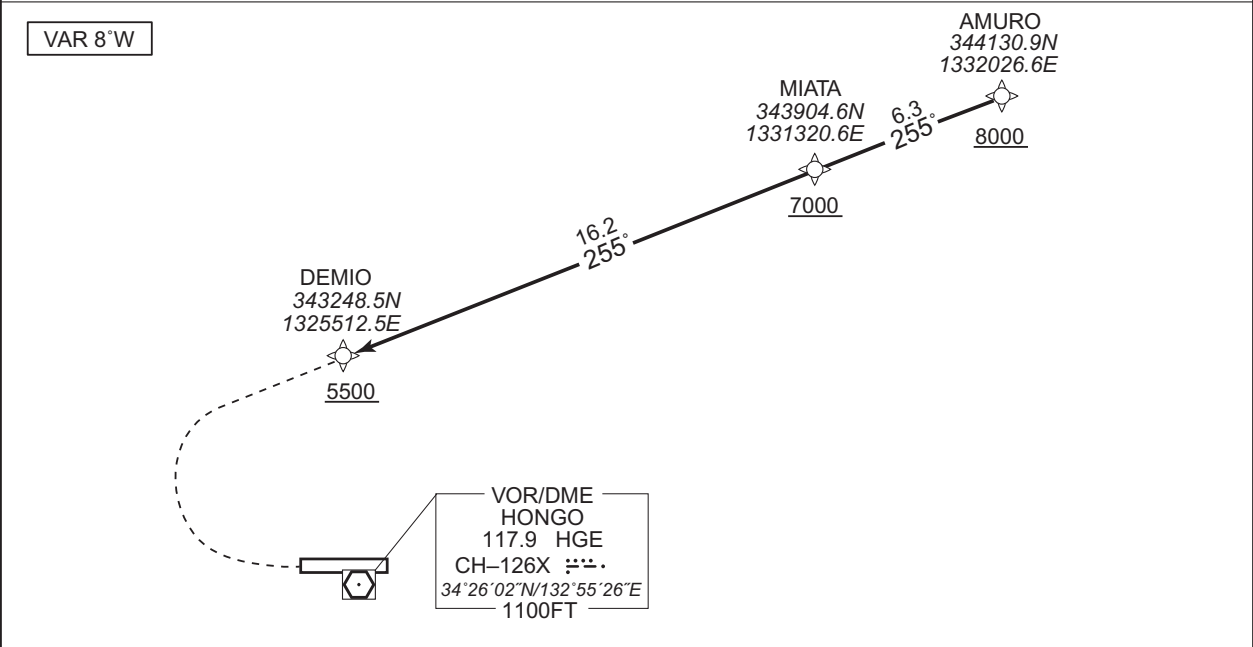 VAR 8˚W
AMURO
344130.9N
1332026.6E
8000
6.3
255˚
MIATA
343904.6N
1331320.6E
7000
16.2
255˚
DEMIO
343248.5N
1325512.5E
5500
VOR/DME
HONGO
117.9 HGE
CH–126X
34˚26´02˝N/132˚55´26˝E
1100FT